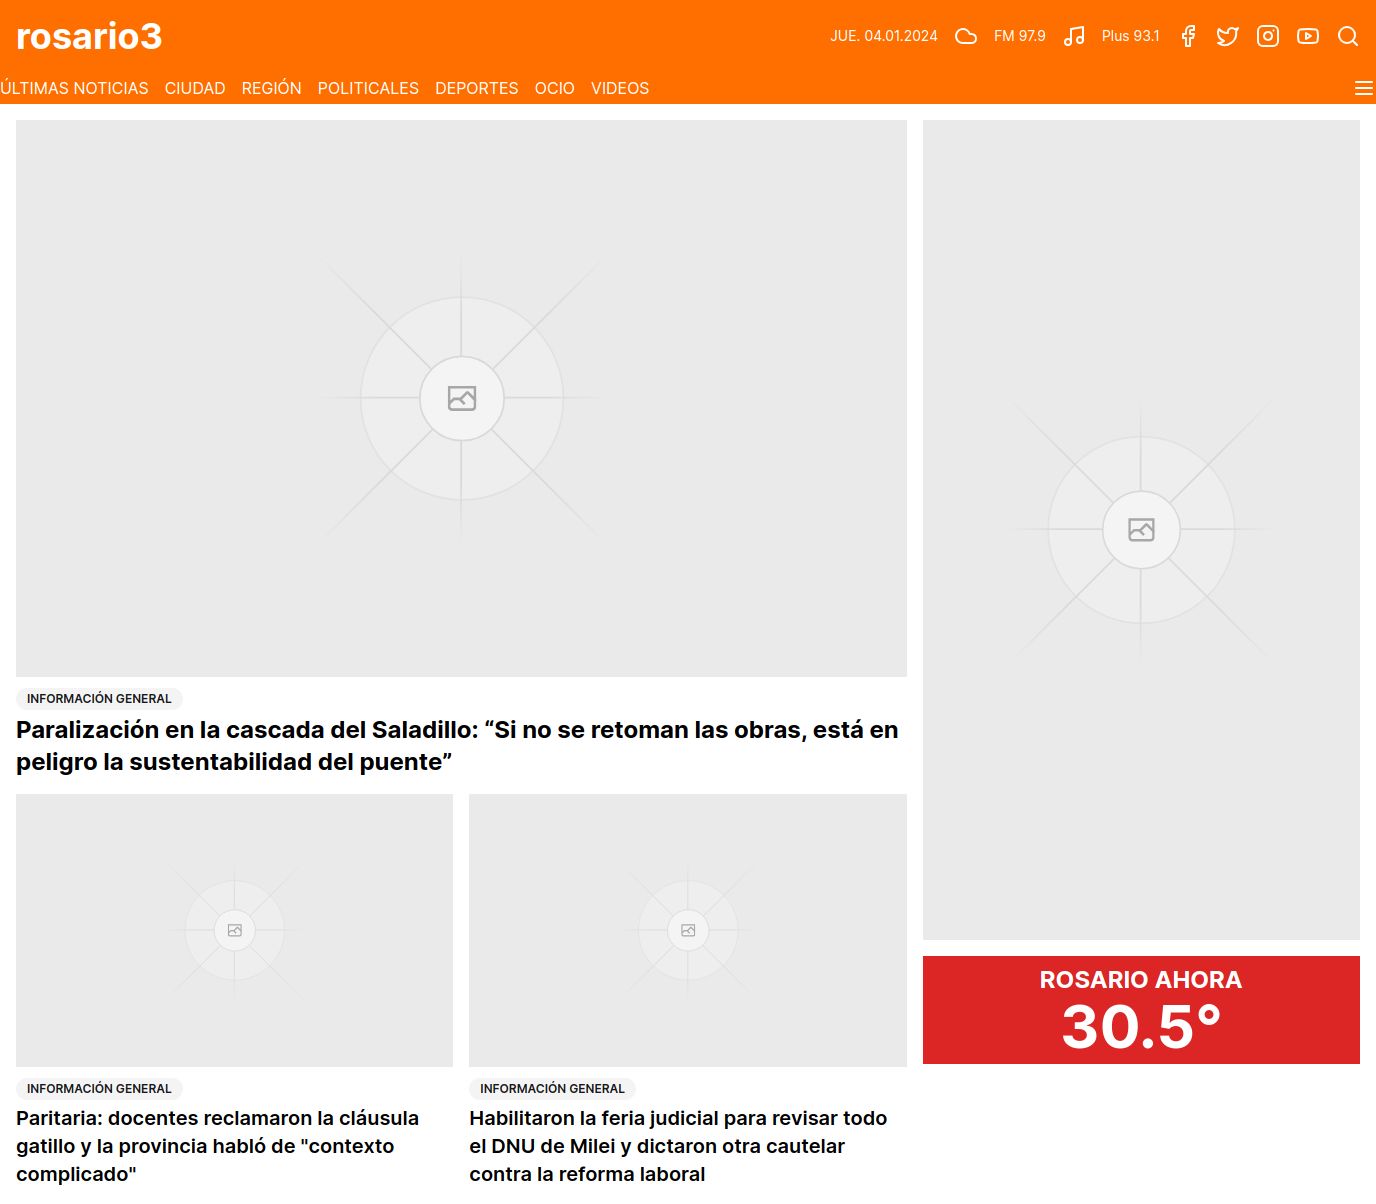 rosario3
JUE. 04.01.2024 FM 97.9 Plus 93.1
ÚLTIMAS NOTICIAS CIUDAD REGIÓN POLITICALES DEPORTES OCIO VIDEOS
INFORMACIÓN GENERAL
Paralización en la cascada del Saladillo: “Si no se retoman las obras, está en
peligro la sustentabilidad del puente”
INFORMACIÓN GENERAL
Paritaria: docentes reclamaron la cláusula
gatillo y la provincia habló de "contexto
complicado"
INFORMACIÓN GENERAL
Habilitaron la feria judicial para revisar todo
el DNU de Milei y dictaron otra cautelar
contra la reforma laboral
ROSARIO AHORA
30.5°